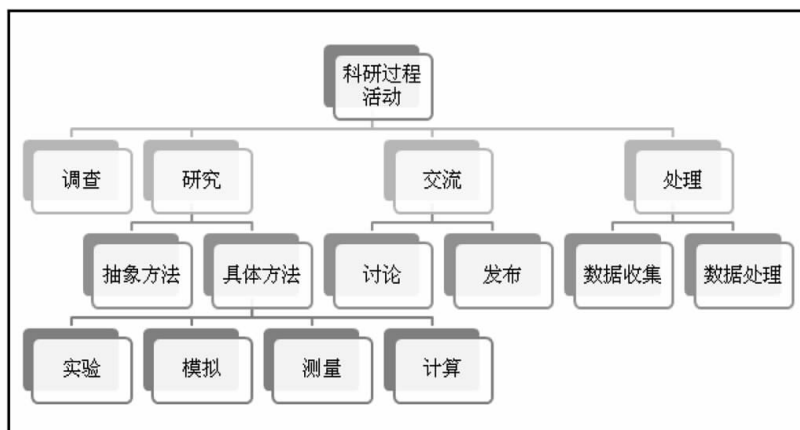 科研过程
活动
调查
研究
交流
处理
抽象方法
具体方法
讨论
发布
数据收集
数据处理
实验
模拟
测量
计算